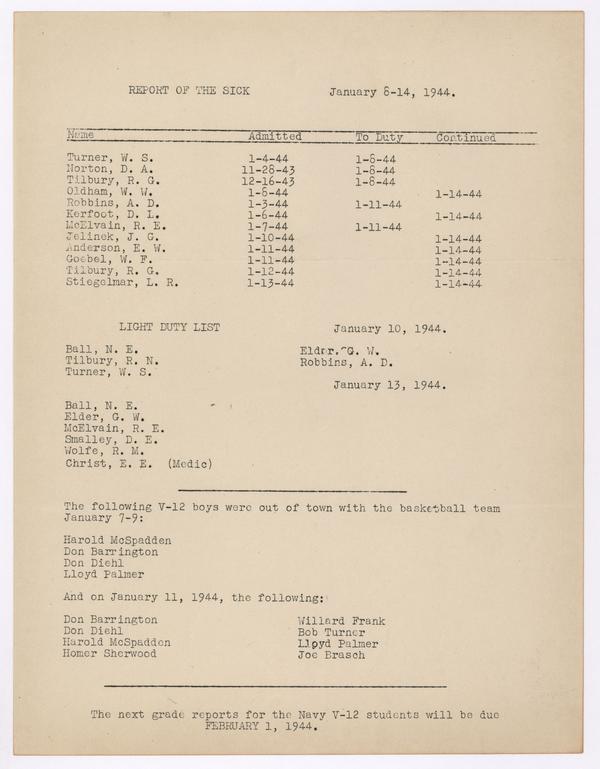 REPORT OF THE SICK January 8-14, 1944.
Name Admitted To Duty Continued
Turner, W. S. 1-4-44 1-8-44
Norton, D. A. 11-28-43 1-8-44
Tilbury, R. G. 12-16-43 1-8-44
Oldham, W. W. 1-8-44 1-14-44
Robbins, A. D. 1-3-44 1-11-44
Kerfoot, D. L. 1-6-44 1-14-44
McElvain, R. E. 1-7-44 1-11-44
Jelinek, J. G. 1-10-44 1-14-44
Anderson, E. W. 1-11-44 1-14-44
Goebel, W. F. 1-11-44 1-14-44
Tilbury, R. G. 1-12-44 1-14-44
Stiegelmar, L. R. 1-13-44 1-14-44
LIGHT DUTY LIST January 10, 1944.
Ball, N. E. Elder. G. W.
Tilbury, R. N. Robbins, A. D.
Turner, W. S.
January 13, 1944.
Ball, N. E.
Elder, G. W.
McElvain, R. E.
Smalley, D. E.
Wolfe, R. M.
Christ, E. E. (Medic)
The following V-12 boys were out of town with the basketball team
January 7-9:
Harold McSpadden
Don Barrington
Don Diehl
Lloyd Palmer
And on January 11, 1944, the following:
Don Barrington Willard Frank
Don Diehl Bob Turner
Harold McSpadden Lloyd Palmer
Homer Sherwood Joe Brasch
The next grade reports for the Navy V-12 students will be due
FEBRUARY 1, 1944.